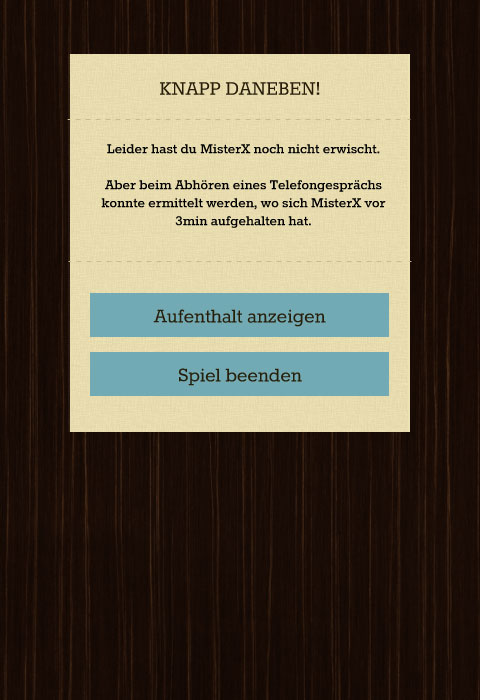 KNAPP DANEBEN!
Leider hast du MisterX noch nicht erwischt.
Aber beim Abhören eines Telefongesprächs
konnte ermittelt werden, wo sich MisterX vor
3min aufgehalten hat.
Aufenthalt anzeigen
Spiel beenden